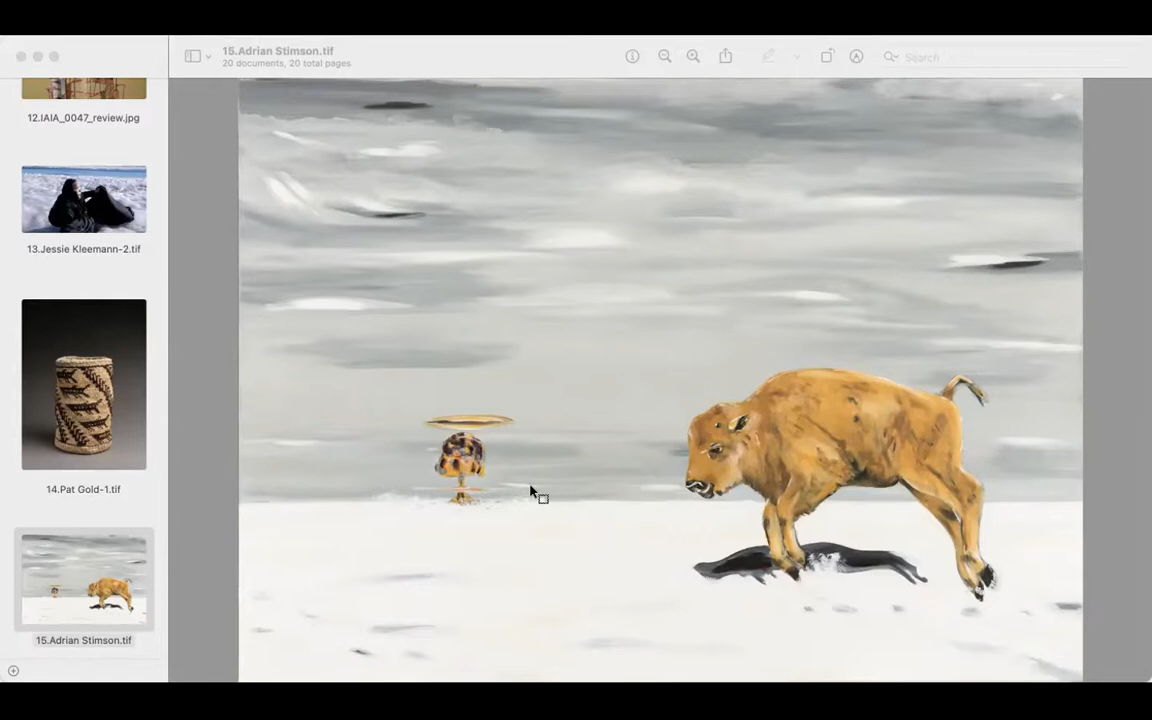 15.Adrian Stimson.tif
20 documents, 20 total pages
Search
12.IAIA_0047_review.jpg
13.Jessie Kleemann-2.tif
14.Pat Gold-1.tif
15.Adrian Stimson.tif